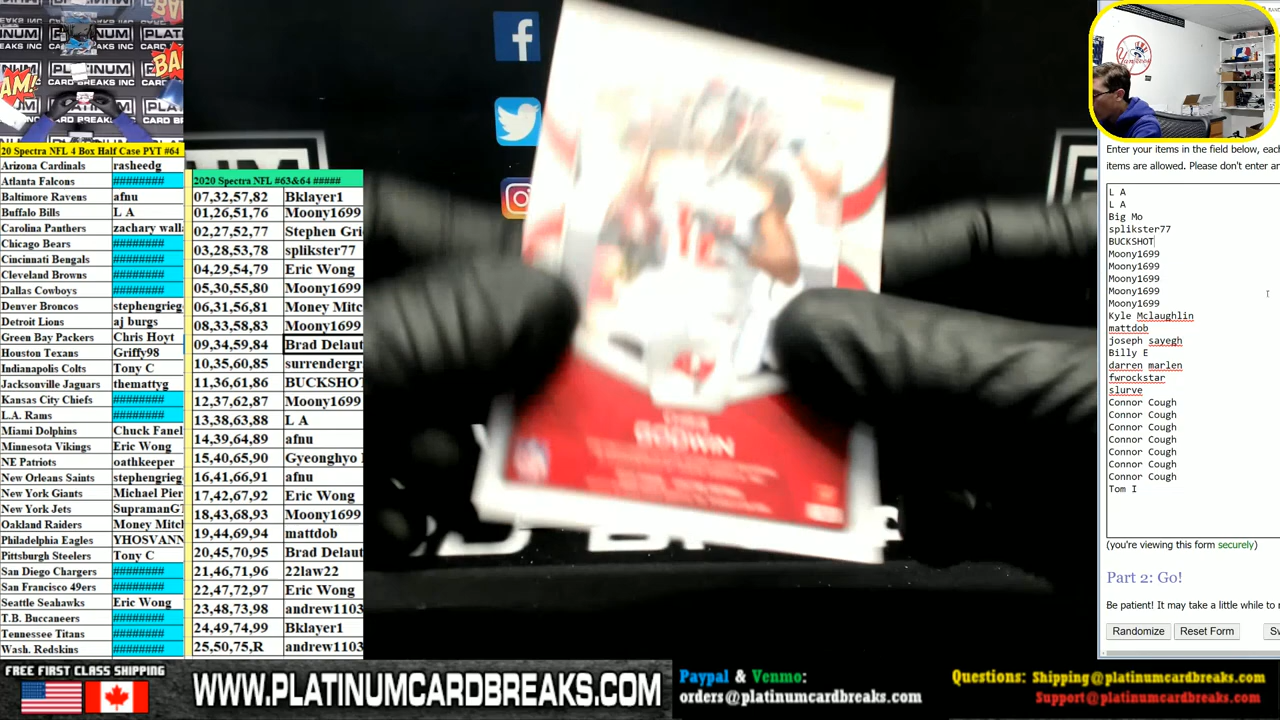 PLATINUM
BREAKS INC
CARD BREAKS INC
BAM!
20 Spectra NFL 4 Box Half Case PYT #64
Arizona Cardinals rasheedg
Atlanta Falcons ########
Baltimore Ravens afnu
Buffalo Bills L A
Carolina Panthers zachary wall
Chicago Bears ########
Cincinnati Bengals ########
Cleveland Browns ########
Dallas Cowboys ########
Denver Broncos stephengrieg
Detroit Lions aj burgs
Green Bay Packers Chris Hoyt
Houston Texans Griffy98
Indianapolis Colts Tony C
Jacksonville Jaguars themattyg
Kansas City Chiefs ########
L.A. Rams ########
Miami Dolphins Chuck Fanel
Minnesota Vikings Eric Wong
NE Patriots oathkeeper
New Orleans Saints stephengrieg
New York Giants Michael Pier
New York Jets SupramanGT
Oakland Raiders Money Mitch
Philadelphia Eagles YHOSVANN
Pittsburgh Steelers Tony C
San Diego Chargers ########
San Francisco 49ers ########
Seattle Seahawks Eric Wong
T.B. Buccaneers ########
Tennessee Titans ########
Wash. Redskins ########
2020 Spectra NFL #63&64 #####
07,32,57,82 Bklayer1
01,26,51,76 Moony1699
02,27,52,77 Stephen Grie
03,28,53,78 splikster77
04,29,54,79 Eric Wong
05,30,55,80 Moony1699
06,31,56,81 Money Mitc
08,33,58,83 Moony1699
09,34,59,84 Brad Delaut
10,35,60,85 surrendergr
11,36,61,86 BUCKSHOT
12,37,62,87 Moony1699
13,38,63,88 L A
14,39,64,89 afnu
15,40,65,90 Gyeonghyo
16,41,66,91 afnu
17,42,67,92 Eric Wong
18,43,68,93 Moony1699
19,44,69,94 mattdob
20,45,70,95 Brad Delaut
21,46,71,96 22law22
22,47,72,97 Eric Wong
23,48,73,98 andrew1103
24,49,74,99 Bklayer1
25,50,75,R andrew1103
GODWIN
Yankees
Enter your items in the field below, eac
items are allowed. Please don't enter an
L A
L A
Big Mo
splikster77
BUCKSHOT
Moony1699
Moony1699
Moony1699
Moony1699
Moony1699
Kyle Mclaughlin
mattdob
joseph sayegh
Billy E
darren marlen
fwrockstar
slurve
Connor Cough
Connor Cough
Connor Cough
Connor Cough
Connor Cough
Connor Cough
Connor Cough
Tom I
(you're viewing this form securely)
Part 2: Go!
Be patient! It may take a little while to
Randomize Reset Form
FREE FIRST CLASS SHIPPING
WWW.PLATINUMCARDBREAKS.COM
Paypal & Venmo:
orders@platinumcardbreaks.com
Questions: Shipping@platinumcardbreaks.com
Support@platinumcardbreaks.com